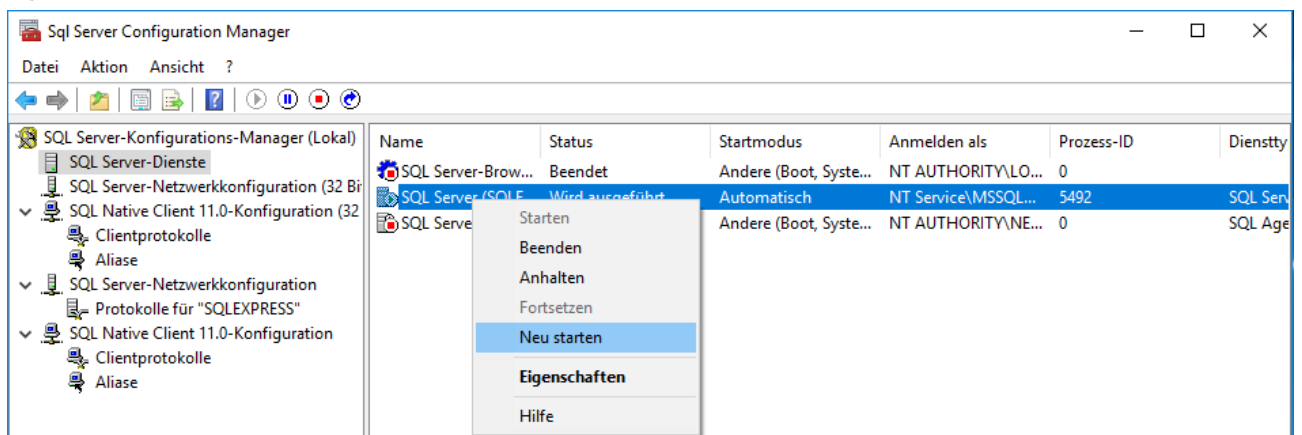 Sql Server Configuration Manager
Datei Aktion Ansicht ?
SQL Server-Konfigurations-Manager (Lokal)
SQL Server-Dienste
SQL Server-Netzwerkkonfiguration (32 Bi
SQL Native Client 11.0-Konfiguration (32
Clientprotokolle
Aliase
SQL Server-Netzwerkkonfiguration
Protokolle für "SQLEXPRESS"
SQL Native Client 11.0-Konfiguration
Clientprotokolle
Aliase
Name Status Startmodus Anmelden als Prozess-ID Dienstty
SQL Server-Brow... Beendet Andere (Boot, Syste... NT AUTHORITY\LO... 0
SQL Server (SQLE Wird ausgeführt Automatisch NT Service\MSSQL... 5492 SQL Serv
SQL Serve Andere (Boot, Syste... NT AUTHORITY\NE... 0 SQL Age
Starten
Beenden
Anhalten
Fortsetzen
Neu starten
Eigenschaften
Hilfe